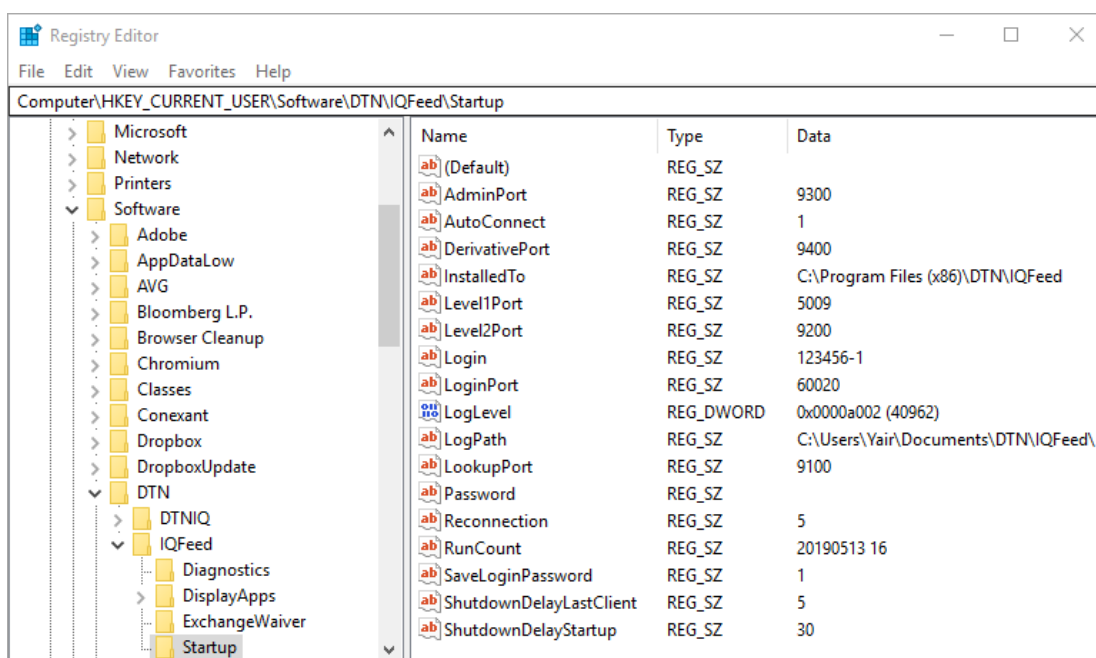 Registry Editor
File Edit View Favorites Help
Computer\HKEY_CURRENT_USER\Software\DTN\IQFeed\Startup
Microsoft
Network
Printers
Software
Adobe
AppDataLow
AVG
Bloomberg L.P.
Browser Cleanup
Chromium
Classes
Conexant
Dropbox
DropboxUpdate
DTN
DTNIQ
IQFeed
Diagnostics
DisplayApps
ExchangeWaiver
Startup
Name Type Data
(Default) REG_SZ
AdminPort REG_SZ 9300
AutoConnect REG_SZ 1
DerivativePort REG_SZ 9400
InstalledTo REG_SZ C:\Program Files (x86)\DTN\IQFeed
Level1Port REG_SZ 5009
Level2Port REG_SZ 9200
Login REG_SZ 123456-1
LoginPort REG_SZ 60020
LogLevel REG_DWORD 0x0000a002 (40962)
LogPath REG_SZ C:\Users\Yair\Documents\DTN\IQFeed\
LookupPort REG_SZ 9100
Password REG_SZ
Reconnection REG_SZ 5
RunCount REG_SZ 20190513 16
SaveLoginPassword REG_SZ 1
ShutdownDelayLastClient REG_SZ 5
ShutdownDelayStartup REG_SZ 30